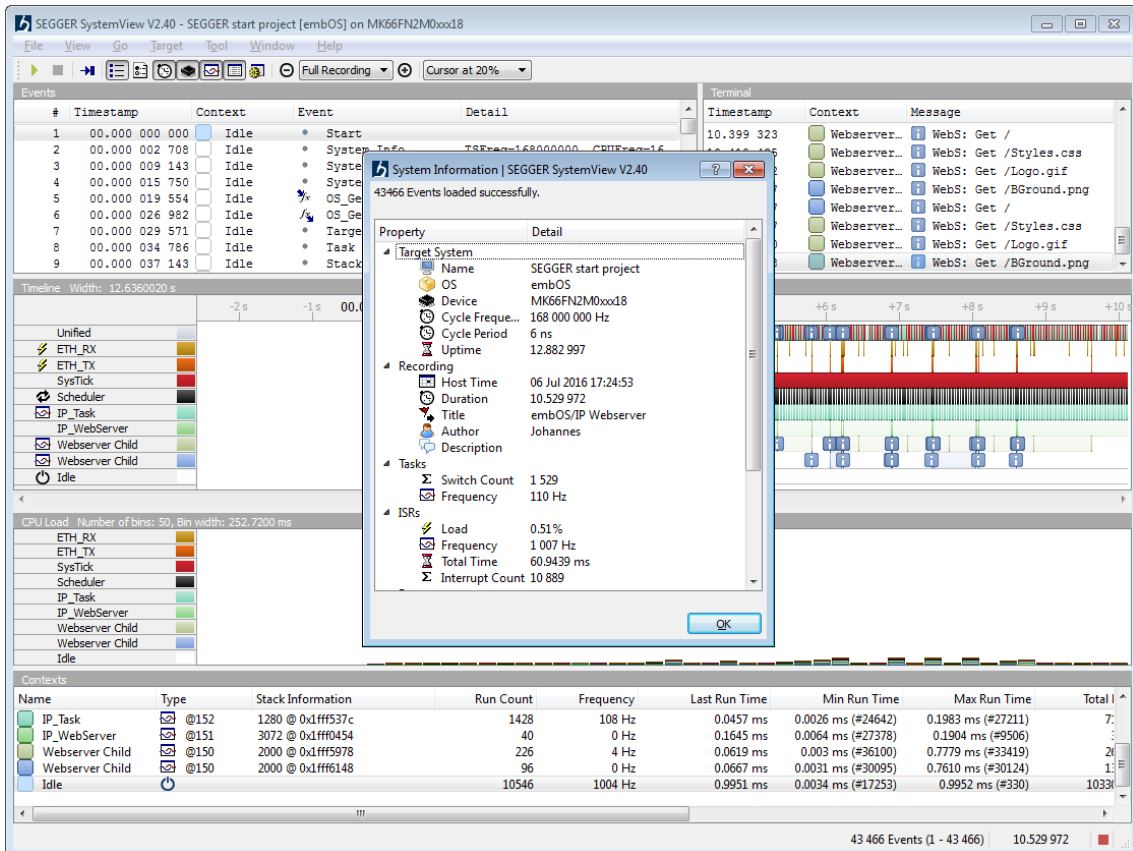 SEGGER SystemView V2.40 - SEGGER start project [embOS] on MK66FN2M0xxx18
File View Go Target Tool Window Help
Full Recording Cursor at 20%
Events
# Timestamp Context Event Detail
1 00.000 000 000 Idle Start
2 00.000 002 708 Idle System Info TSFreq=168000000, CPUFreq=16
3 00.000 009 143 Idle Syste
4 00.000 015 750 Idle Syste
5 00.000 019 554 Idle OS_Ge
6 00.000 026 982 Idle OS_Ge
7 00.000 029 571 Idle Targe
8 00.000 034 786 Idle Task
9 00.000 037 143 Idle Stack
Terminal
Timestamp Context Message
10.399 323 Webserver... WebS: Get /
Webserver... WebS: Get /Styles.css
Webserver... WebS: Get /Logo.gif
Webserver... WebS: Get /BGround.png
Webserver... WebS: Get /
Webserver... WebS: Get /Styles.css
Webserver... WebS: Get /Logo.gif
Webserver... WebS: Get /BGround.png
System Information | SEGGER SystemView V2.40
43466 Events loaded successfully.
Property Detail
Target System
Name SEGGER start project
OS embOS
Device MK66FN2M0xxx18
Cycle Freque... 168 000 000 Hz
Cycle Period 6 ns
Uptime 12.882 997
Recording
Host Time 06 Jul 2016 17:24:53
Duration 10.529 972
Title embOS/IP Webserver
Author Johannes
Description
Tasks
Switch Count 1 529
Frequency 110 Hz
ISRs
Load 0.51%
Frequency 1 007 Hz
Total Time 60.9439 ms
Interrupt Count 10 889
OK
Timeline Width: 12.6360020 s
-2 s -1 s 00.0 +6 s +7 s +8 s +9 s +10 s
Unified
ETH_RX
ETH_TX
SysTick
Scheduler
IP_Task
IP_WebServer
Webserver Child
Webserver Child
Idle
CPU Load Number of bins: 50, Bin width: 252.7200 ms
ETH_RX
ETH_TX
SysTick
Scheduler
IP_Task
IP_WebServer
Webserver Child
Webserver Child
Idle
Contexts
Name Type Stack Information Run Count Frequency Last Run Time Min Run Time Max Run Time Total
IP_Task @152 1280 @ 0x1fff537c 1428 108 Hz 0.0457 ms 0.0026 ms (#24642) 0.1983 ms (#27211)
IP_WebServer @151 3072 @ 0x1fff0454 40 0 Hz 0.1645 ms 0.0064 ms (#27378) 0.1904 ms (#9506)
Webserver Child @150 2000 @ 0x1fff5978 226 4 Hz 0.0619 ms 0.003 ms (#36100) 0.7779 ms (#33419)
Webserver Child @150 2000 @ 0x1fff6148 96 0 Hz 0.0667 ms 0.0031 ms (#30095) 0.7610 ms (#30124)
Idle 10546 1004 Hz 0.9951 ms 0.0034 ms (#17253) 0.9952 ms (#330) 10330
43 466 Events (1 - 43 466) 10.529 972